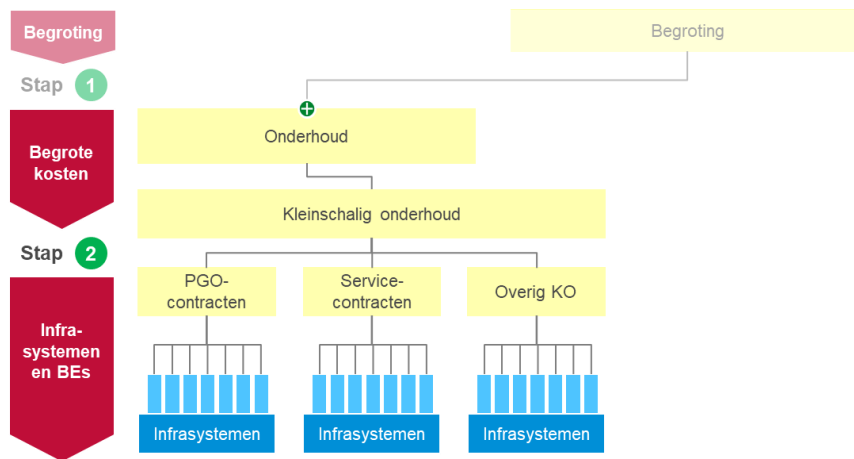 Begroting
Begroting
Stap 1
Onderhoud
Begrote
kosten
Kleinschalig onderhoud
Stap 2
PGO-
contracten
Service-
contracten
Overig KO
Infra-
systemen
en BEs
Infrasystemen
Infrasystemen
Infrasystemen